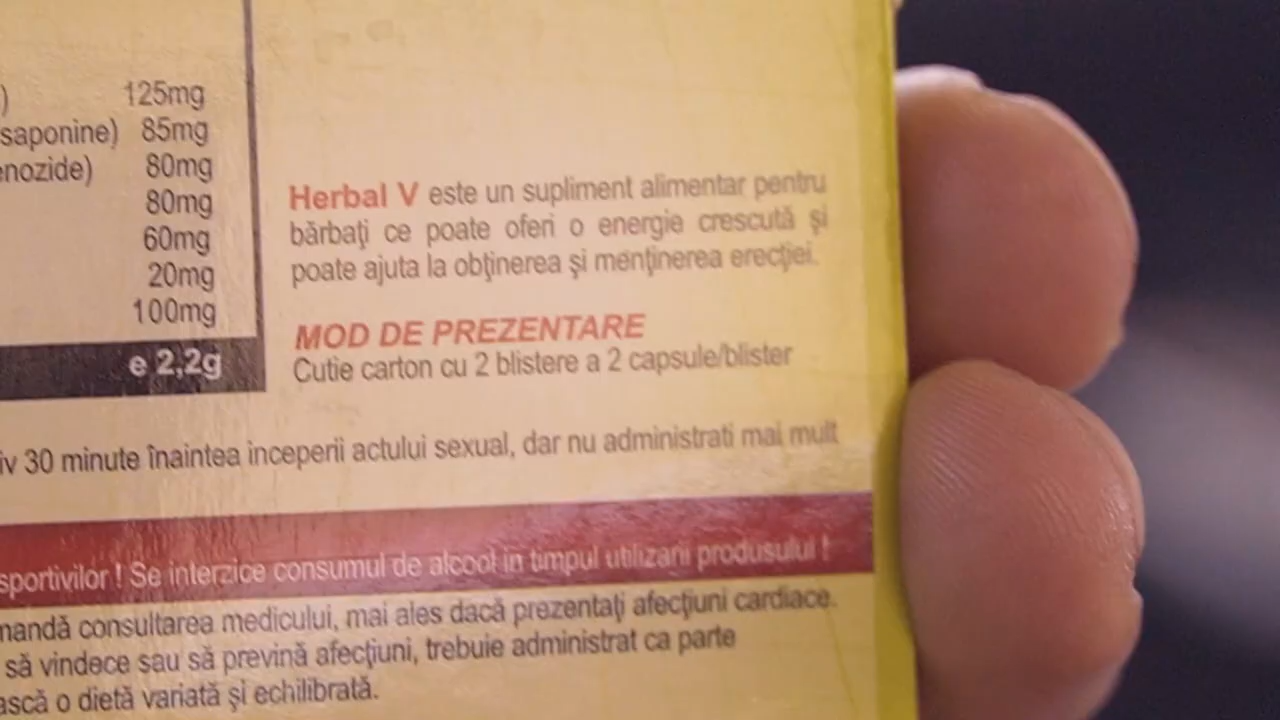 ) 125mg
saponine) 85mg
enozide) 80mg
80mg
60mg
20mg
100mg
e 2,2g
Herbal V este un supliment alimentar pentru
bărbaţi ce poate oferi o energie crescută şi
poate ajuta la obţinerea şi menţinerea erecţiei.
MOD DE PREZENTARE
Cutie carton cu 2 blistere a 2 capsule/blister
iv 30 minute înaintea inceperii actului sexual, dar nu administrati mai mult
sportivilor ! Se interzice consumul de alcool in timpul utilizarii produsului !
mandă consultarea medicului, mai ales dacă prezentaţi afecţiuni cardiace.
să vindece sau să prevină afecţiuni, trebuie administrat ca parte
ască o dietă variată şi echilibrată.